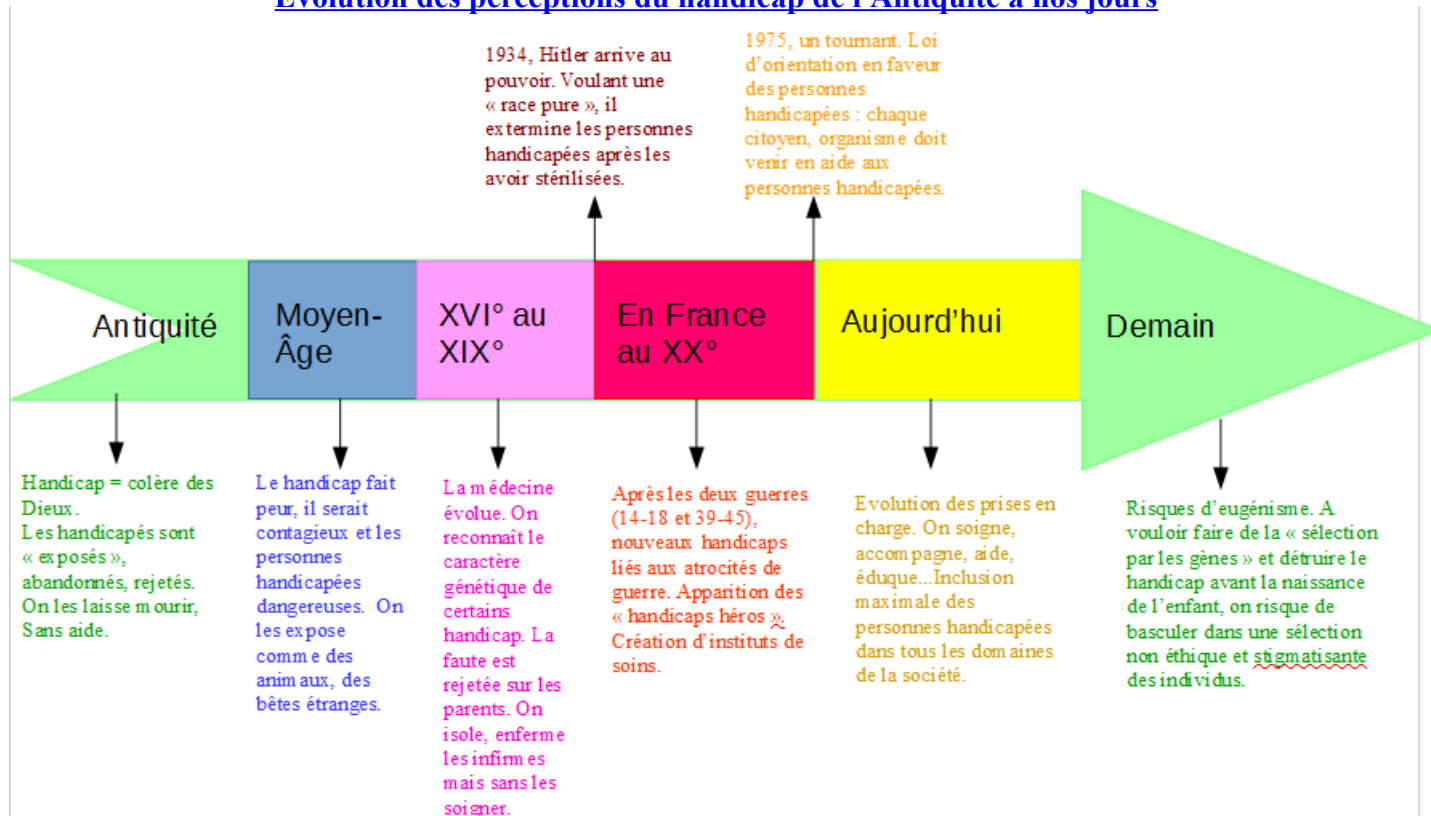 Evolution des perceptions du handicap de l'Antiquité à nos jours
1934, Hitler arrive au
pouvoir. Voulant une
« race pure », il
extermine les personnes
handicapées après les
avoir stérilisées.
1975, un tournant. Loi
d'orientation en faveur
des personnes
handicapées : chaque
citoyen, organisme doit
venir en aide aux
personnes handicapées.
Antiquité
Moyen-
Âge
XVI° au
XIX°
En France
au XX°
Aujourd'hui
Demain
Handicap = colère des
Dieux.
Les handicapés sont
« exposés »,
abandonnés, rejetés.
On les laisse mourir,
Sans aide.
Le handicap fait
peur, il serait
contagieux et les
personnes
handicapées
dangereuses. On
les expose
comme des
animaux, des
bêtes étranges.
La médecine
évolue. On
reconnaît le
caractère
génétique de
certains
handicap. La
faute est
rejetée sur les
parents. On
isole, enferme
les infirmes
mais sans les
soigner.
Après les deux guerres
(14-18 et 39-45),
nouveaux handicaps
liés aux atrocités de
guerre. Apparition des
« handicaps héros ».
Création d'instituts de
soins.
Evolution des prises en
charge. On soigne,
accompagne, aide,
éduque...Inclusion
maximale des
personnes handicapées
dans tous les domaines
de la société.
Risques d'eugénisme. A
vouloir faire de la « sélection
par les gènes » et détruire le
handicap avant la naissance
de l'enfant, on risque de
basculer dans une sélection
non éthique et stigmatisante
des individus.